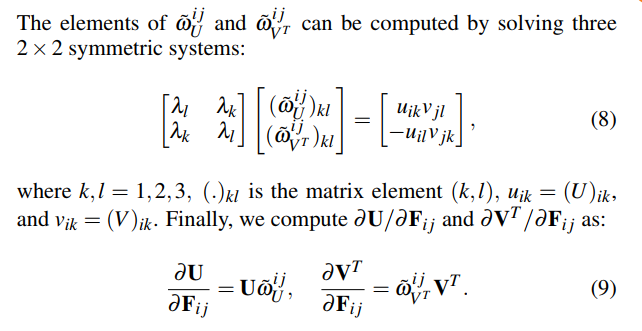 The elements of $\tilde{\omega}_U^{ij}$ and $\tilde{\omega}_{V^T}^{ij}$ can be computed by solving three
2 × 2 symmetric systems:
$$\begin{bmatrix} \lambda_l & \lambda_k \\ \lambda_k & \lambda_l \end{bmatrix} \begin{bmatrix} (\tilde{\omega}_U^{ij})_{kl} \\ (\tilde{\omega}_{V^T}^{ij})_{kl} \end{bmatrix} = \begin{bmatrix} u_{ik}v_{jl} \\ -u_{il}v_{jk} \end{bmatrix}, \quad (8)$$
where $k, l = 1, 2, 3$, $(.)_{kl}$ is the matrix element $(k, l)$, $u_{ik} = (U)_{ik}$,
and $v_{ik} = (V)_{ik}$. Finally, we compute $\partial \mathbf{U}/\partial \mathbf{F}_{ij}$ and $\partial \mathbf{V}^T/\partial \mathbf{F}_{ij}$ as:
$$\frac{\partial \mathbf{U}}{\partial \mathbf{F}_{ij}} = \mathbf{U}\tilde{\omega}_U^{ij}, \quad \frac{\partial \mathbf{V}^T}{\partial \mathbf{F}_{ij}} = \tilde{\omega}_{V^T}^{ij} \mathbf{V}^T. \quad (9)$$